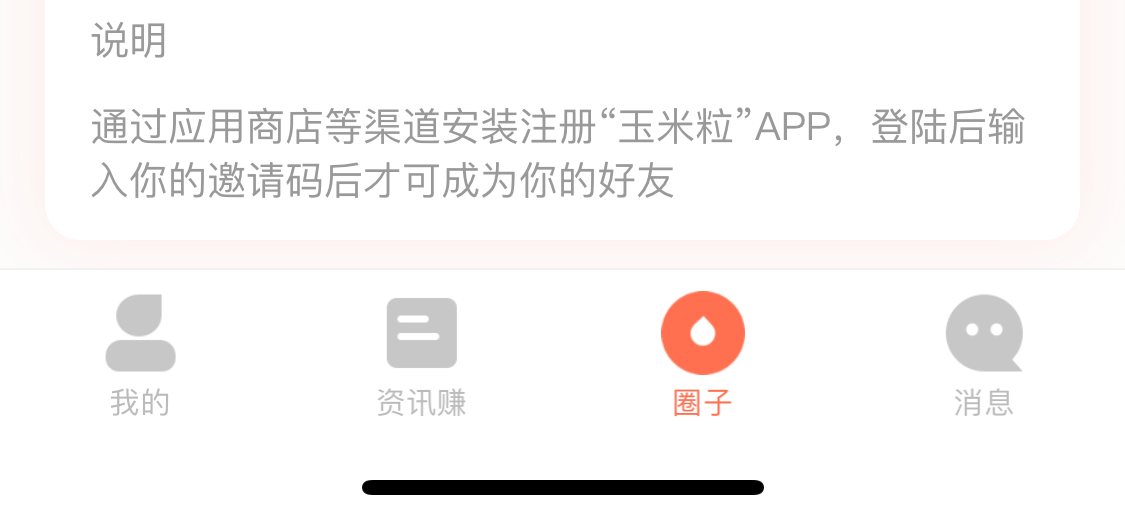 说明
通过应用商店等渠道安装注册“玉米粒”APP，登陆后输
入你的邀请码后才可成为你的好友
我的
资讯赚
圈子
消息